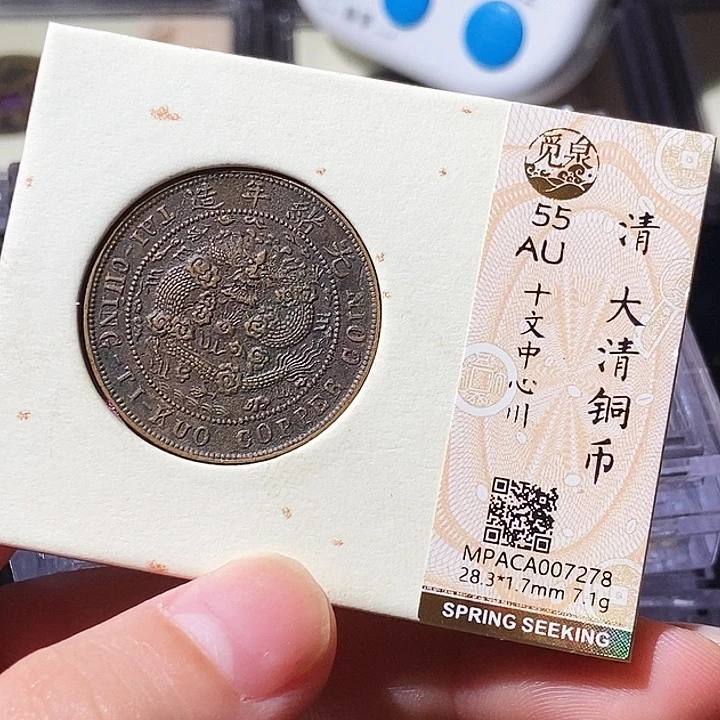 光緒年造
TAI-CHING-TI-KUO COPPER COIN
觅泉
55
AU
清 大清铜币
十文中心川
MPACA007278
28.3*1.7mm 7.1g
SPRING SEEKING